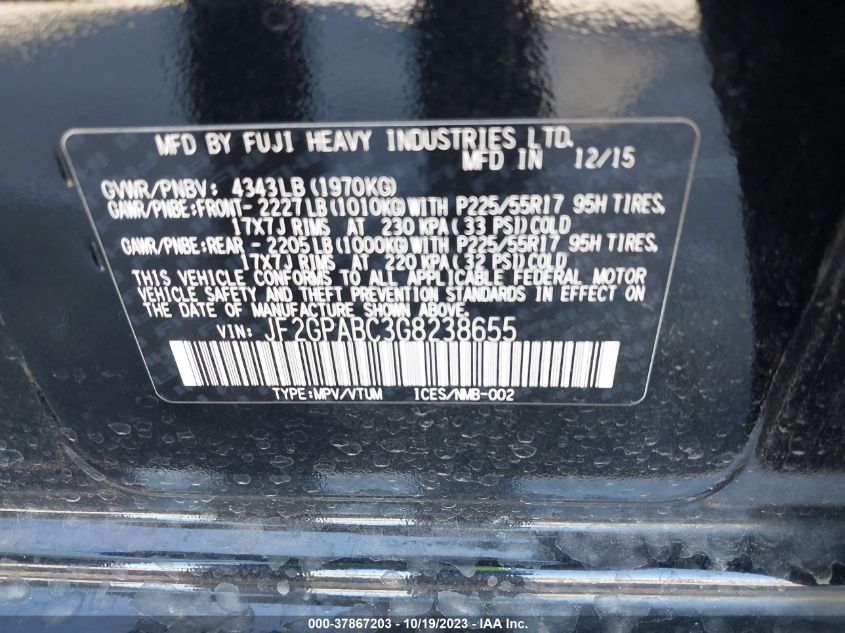 MFD BY FUJI HEAVY INDUSTRIES LTD.
MFD IN 12/15
GVWR/PNBV: 4343LB (1970KG)
GAWR/PNBE:FRONT-2227LB (1010KG) WITH P225/55R17 95H TIRES,
17X7J RIMS AT 230 KPA (33 PSI) COLD
GAWR/PNBE:REAR -2205LB (1000KG) WITH P225/55R17 95H TIRES,
17X7J RIMS AT 220 KPA (32 PSI) COLD
THIS VEHICLE CONFORMS TO ALL APPLICABLE FEDERAL MOTOR
VEHICLE SAFETY AND THEFT PREVENTION STANDARDS IN EFFECT ON
THE DATE OF MANUFACTURE SHOWN ABOVE.
VIN: JF2GPABC3G8238655
TYPE:MPV/VTUM ICES/NMB-002
000-37867203 - 10/19/2023 - IAA Inc.